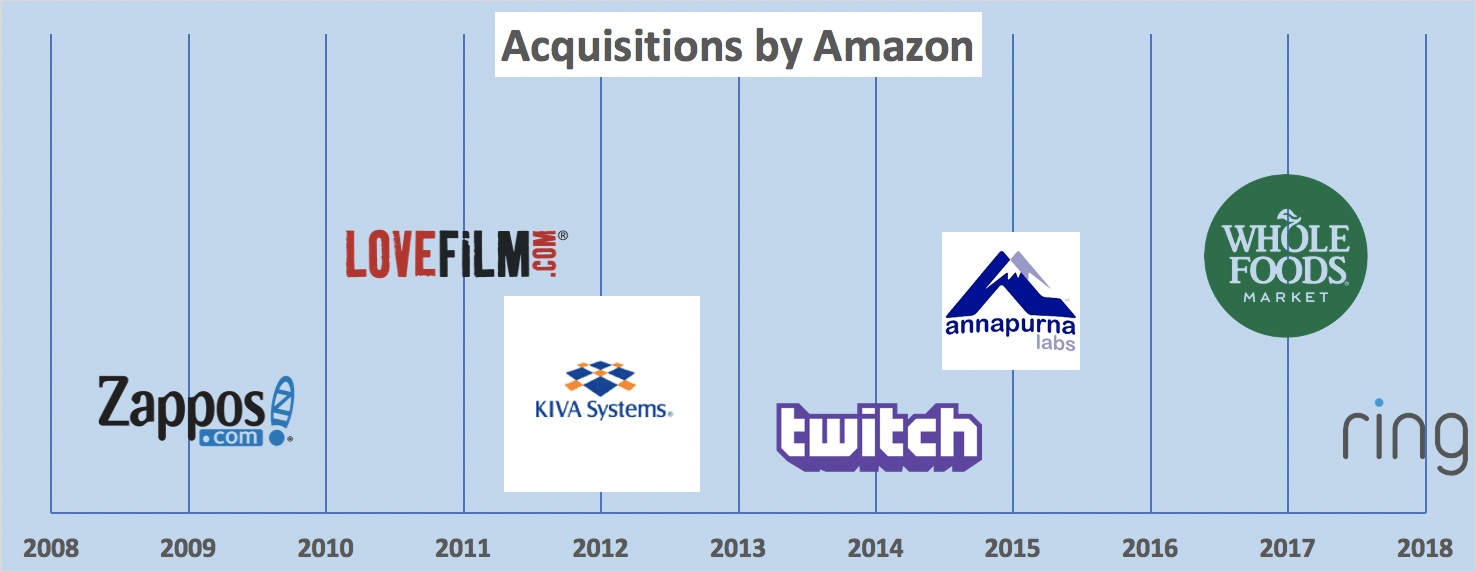 Acquisitions by Amazon
LOVEFiLM.COM®
WHOLE
FOODS®
MARKET
annapurna
labs
Zappos!
.com®
KIVA Systems®
twitch
ring
2008 2009 2010 2011 2012 2013 2014 2015 2016 2017 2018